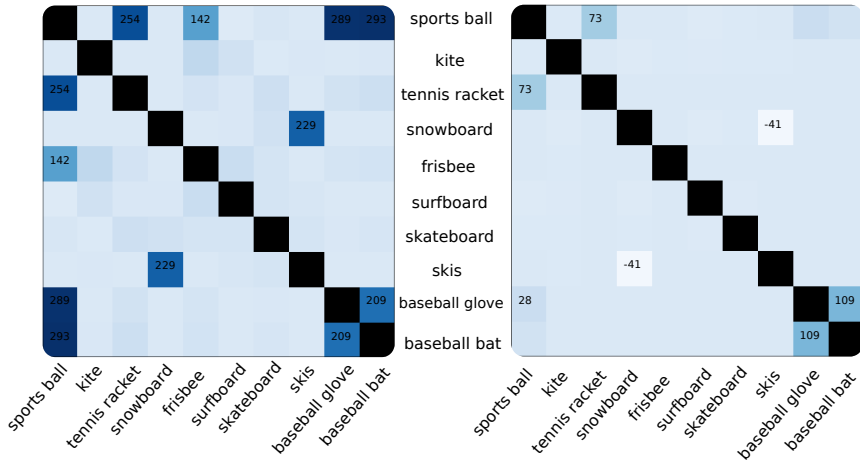 254 142 289 293 sports ball 73
kite
254 tennis racket 73
229 snowboard -41
142 frisbee
surfboard
skateboard
229 skis -41
289 209 baseball glove 28 109
293 209 baseball bat 109
sports ball kite tennis racket snowboard frisbee surfboard skateboard skis baseball glove baseball bat sports ball kite tennis racket snowboard frisbee surfboard skateboard skis baseball glove baseball bat